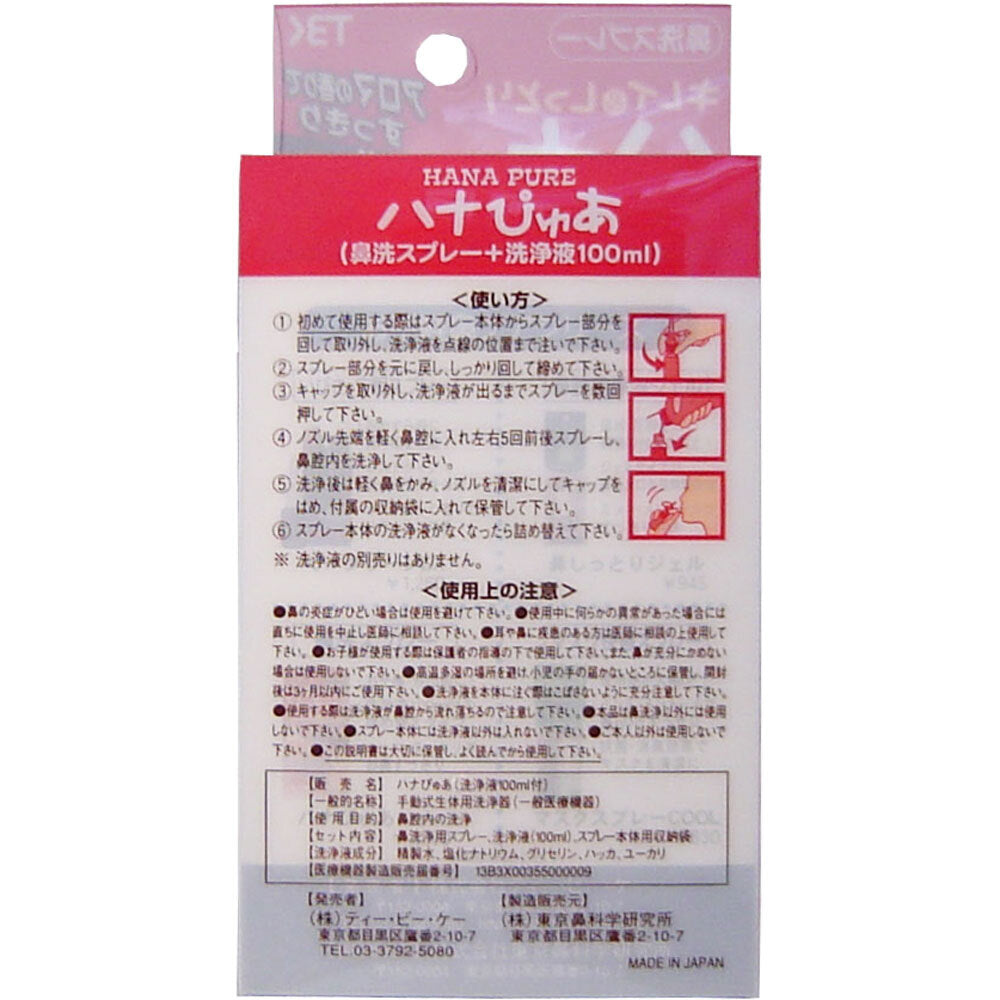 鼻洗スプレー
キレイ&しっとり
アロマの香りで
すっきり
HANA PURE
ハナぴゅあ
(鼻洗スプレー+洗浄液100ml)
<使い方>
① 初めて使用する際はスプレー本体からスプレー部分を
回して取り外し、洗浄液を点線の位置まで注いで下さい。
② スプレー部分を元に戻し、しっかり回して締めて下さい。
③ キャップを取り外し、洗浄液が出るまでスプレーを数回
押して下さい。
④ ノズル先端を軽く鼻腔に入れ左右5回前後スプレーし、
鼻腔内を洗浄して下さい。
⑤ 洗浄後は軽く鼻をかみ、ノズルを清潔にしてキャップを
はめ、付属の収納袋に入れて保管して下さい。
⑥ スプレー本体の洗浄液がなくなったら詰め替えて下さい。
※ 洗浄液の別売りはありません。
<使用上の注意>
●鼻の炎症がひどい場合は使用を避けて下さい。●使用中に何らかの異常があった場合には
直ちに使用を中止し医師に相談して下さい。●耳や鼻に疾患のある方は医師に相談の上使用して
下さい。●お子様が使用する際は保護者の指導の下で使用して下さい。また、鼻が充分にかめない
場合は使用しないで下さい。●高温多湿の場所を避け、小児の手の届かないところに保管し、開封
後は3ヶ月以内にご使用下さい。●洗浄液を本体に注ぐ際はこぼさないように充分注意して下さい。
●使用する際は洗浄液が鼻腔から流れ落ちるので注意して下さい。●本品は鼻洗浄以外には使用
しないで下さい。●スプレー本体には洗浄液以外は入れないで下さい。●ご本人以外は使用しないで
下さい。●この説明書は大切に保管し、よく読んでから使用して下さい。
【販売名】 ハナぴゅあ(洗浄液100ml付)
【一般的名称】 手動式生体用洗浄器(一般医療機器)
【使用目的】 鼻腔内の洗浄
【セット内容】 鼻洗浄用スプレー、洗浄液(100ml)、スプレー本体用収納袋
【洗浄液成分】 精製水、塩化ナトリウム、グリセリン、ハッカ、ユーカリ
【医療機器製造販売届番号】 13B3X00355000009
【発売者】
(株)ティー・ビー・ケー
東京都目黒区鷹番2-10-7
TEL.03-3792-5080
【製造販売元】
(株)東京鼻科学研究所
東京都目黒区鷹番2-10-7
MADE IN JAPAN